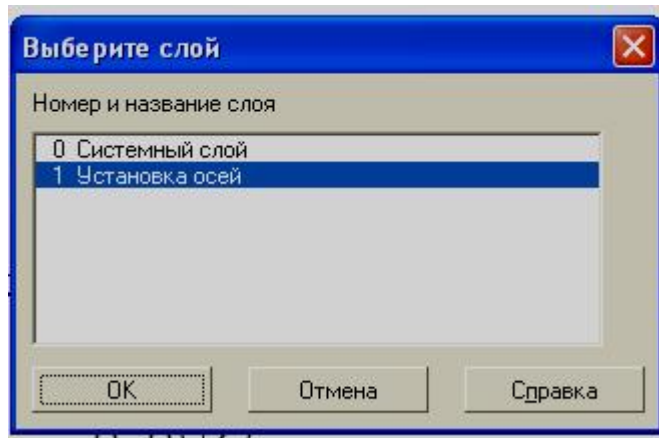 Выберите слой
Номер и название слоя
0 Системный слой
1 Установка осей
OK
Отмена
Справка